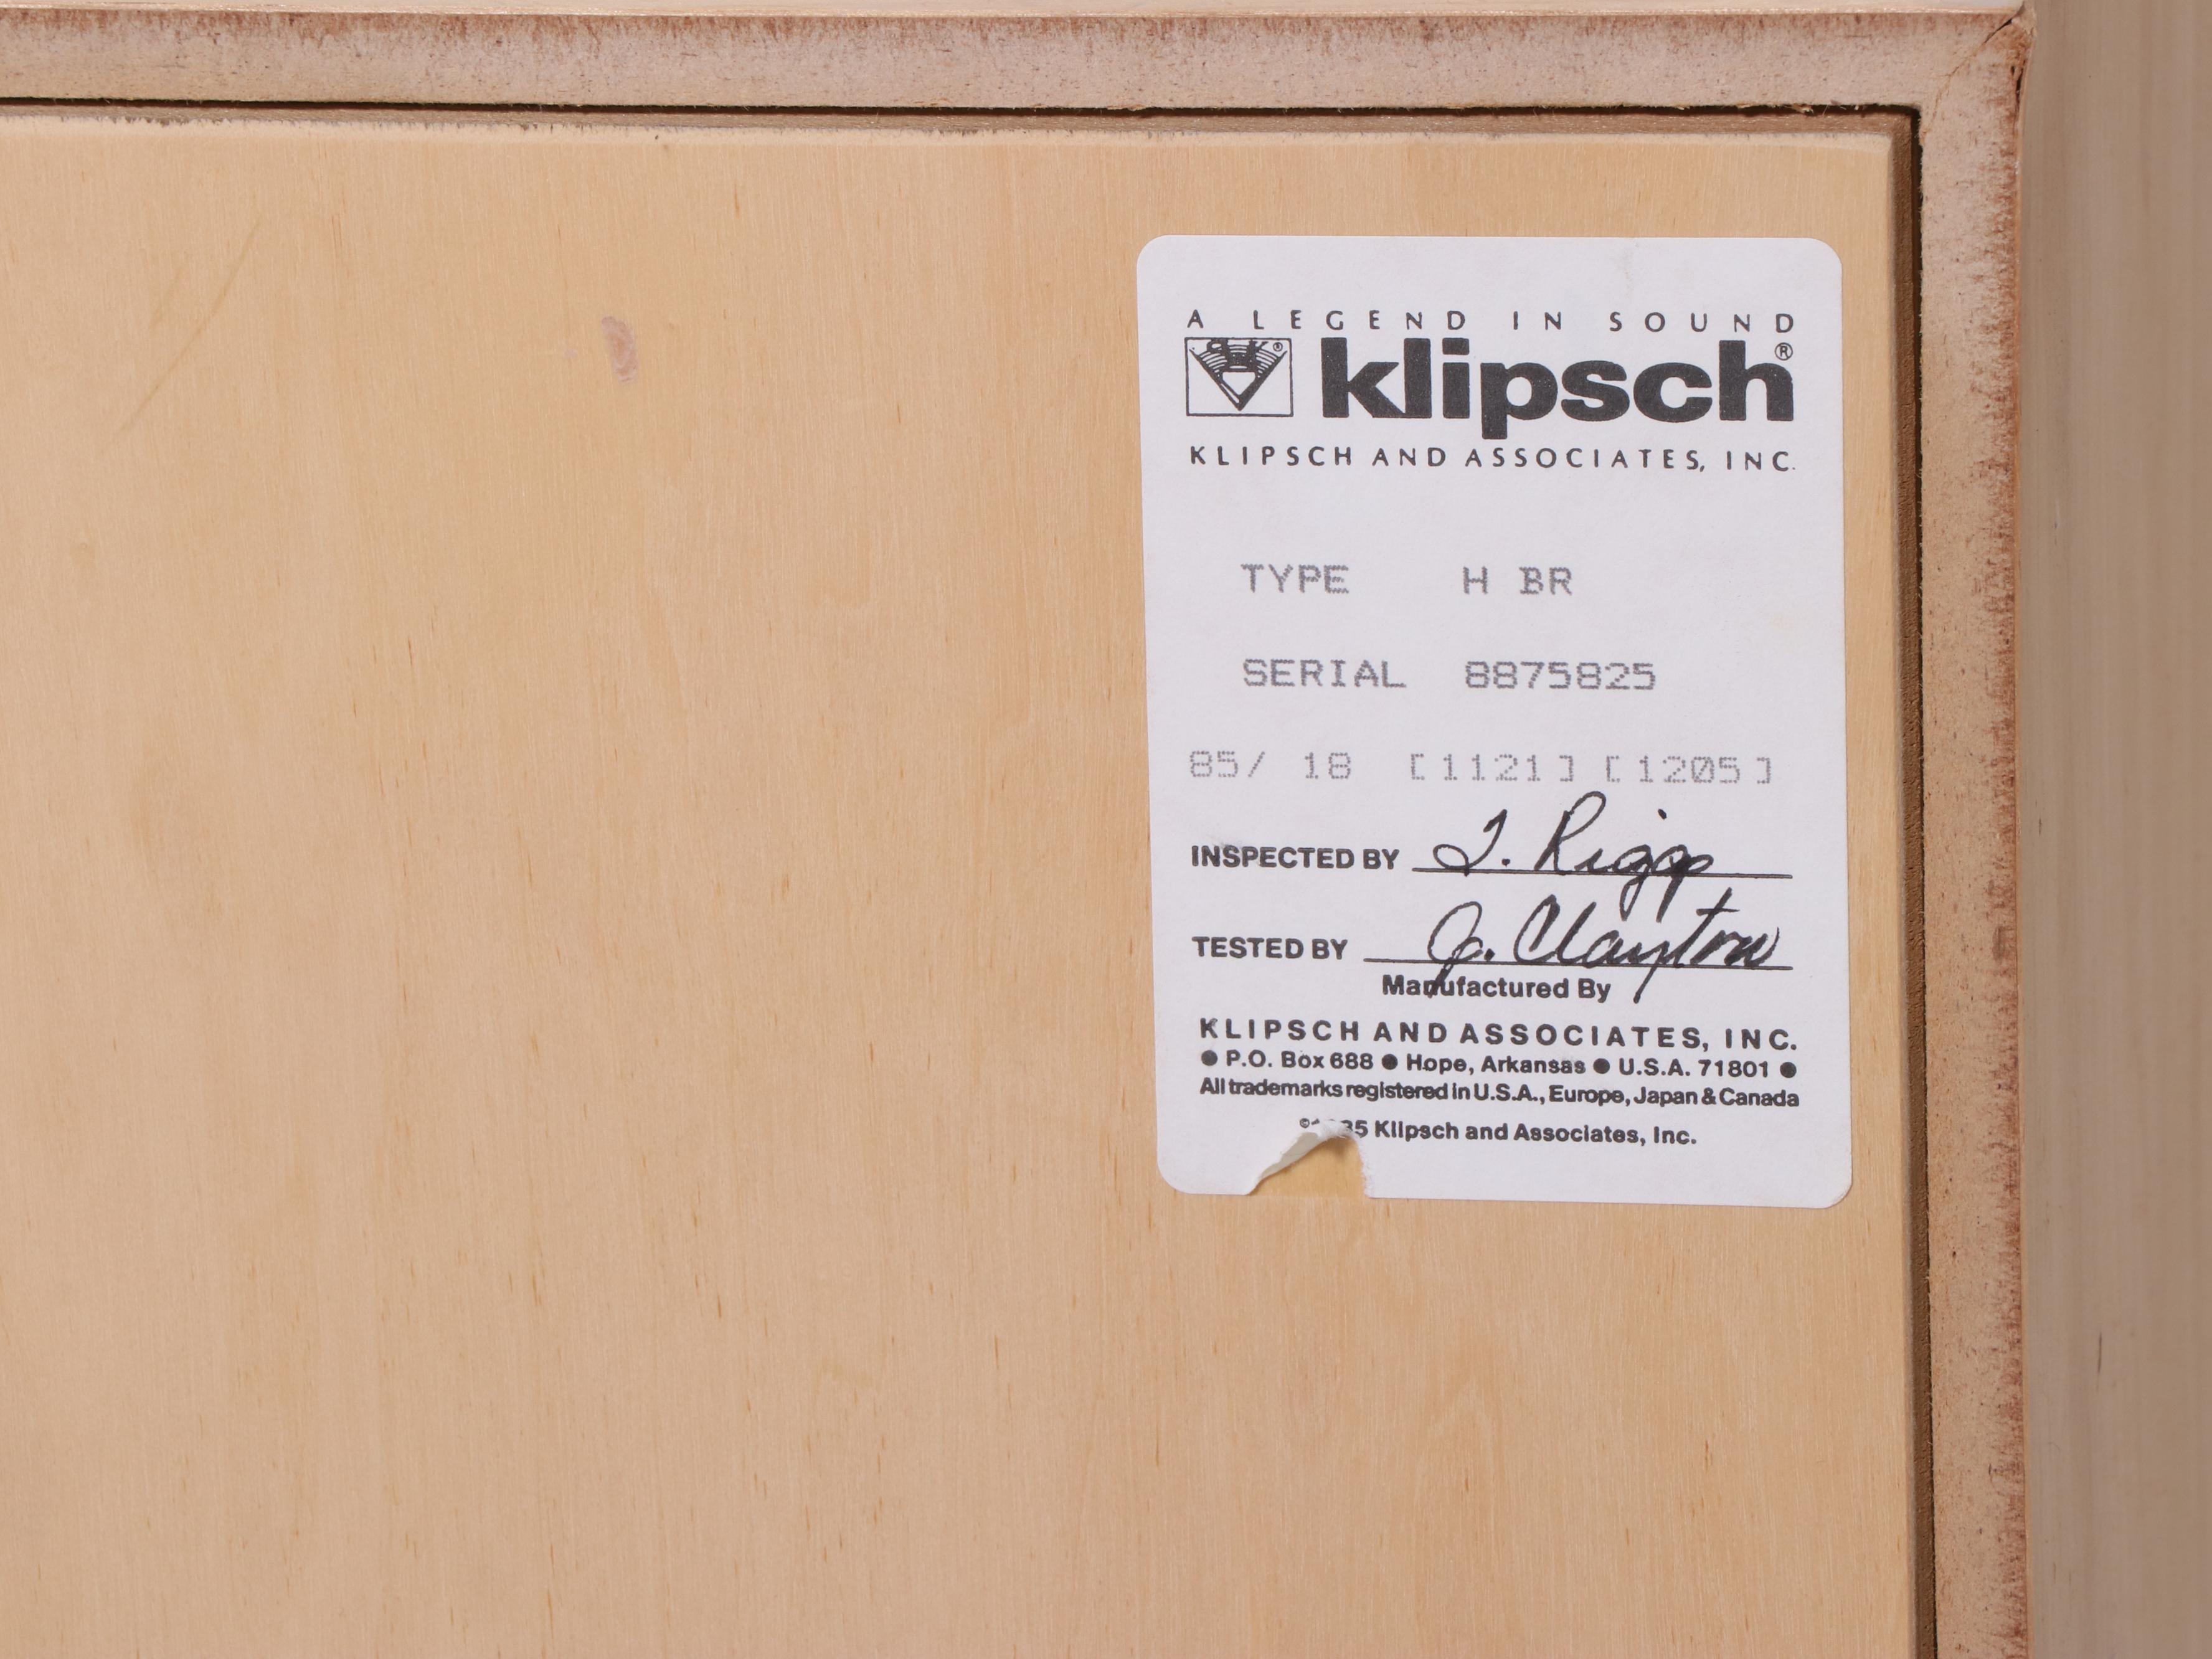 A LEGEND IN SOUND
klipsch®
KLIPSCH AND ASSOCIATES, INC.
TYPE H BR
SERIAL 8875825
85/ 18 [1121] [1205]
INSPECTED BY
TESTED BY J. Clayton
Manufactured By
KLIPSCH AND ASSOCIATES, INC.
● P.O. Box 688 ● Hope, Arkansas ● U.S.A. 71801 ●
All trademarks registered in U.S.A., Europe, Japan & Canada
Klipsch and Associates, Inc.